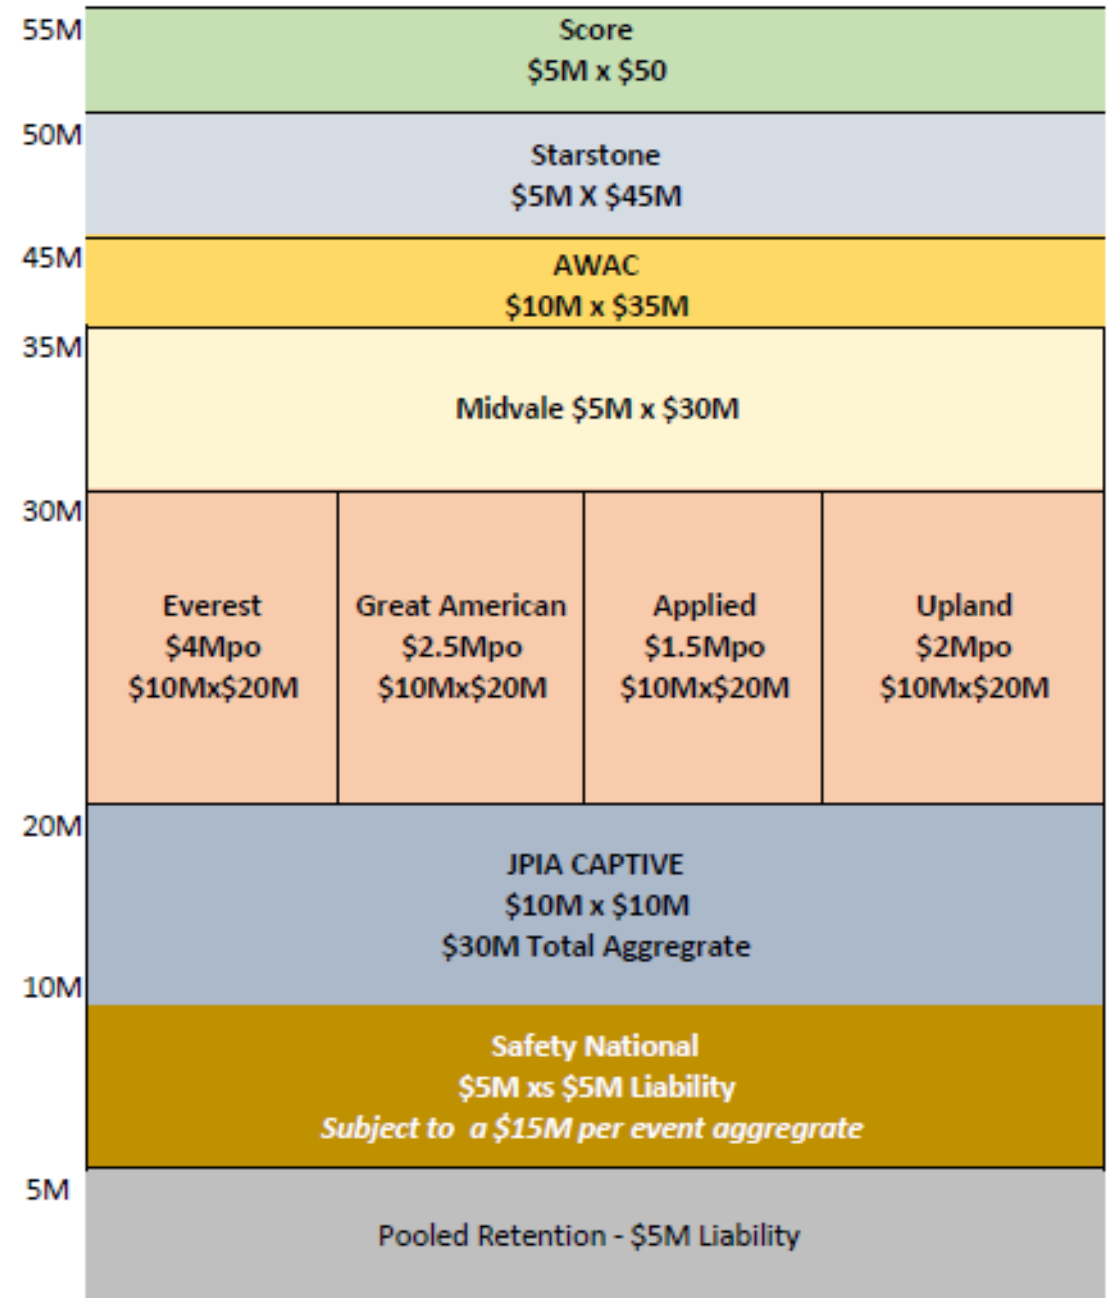 55M
Score
$5M x $50
50M
Starstone
$5M X $45M
45M
AWAC
$10M x $35M
35M
Midvale $5M x $30M
30M
Everest
$4Mpo
$10Mx$20M
Great American
$2.5Mpo
$10Mx$20M
Applied
$1.5Mpo
$10Mx$20M
Upland
$2Mpo
$10Mx$20M
20M
JPIA CAPTIVE
$10M x $10M
$30M Total Aggregrate
10M
Safety National
$5M xs $5M Liability
Subject to a $15M per event aggregrate
5M
Pooled Retention - $5M Liability